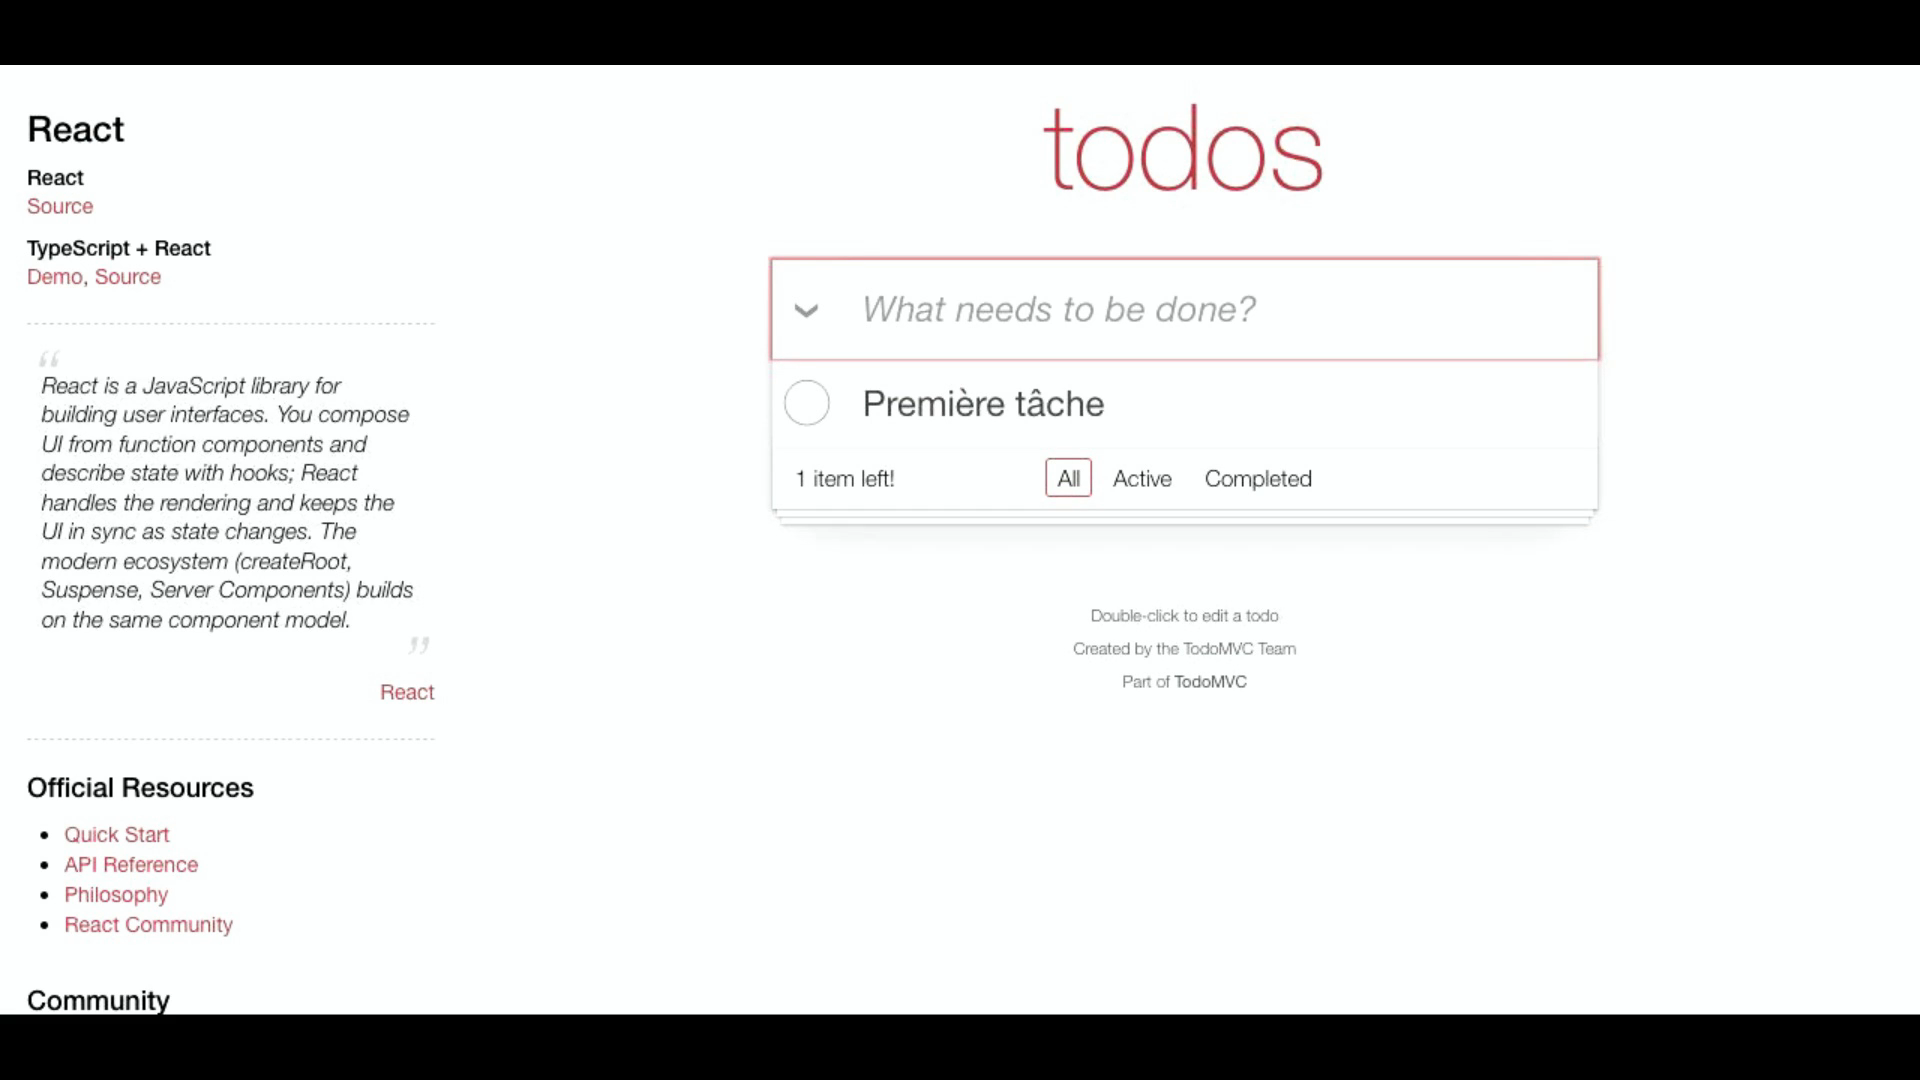 React
React
Source
TypeScript + React
Demo, Source
“
React is a JavaScript library for
building user interfaces. You compose
UI from function components and
describe state with hooks; React
handles the rendering and keeps the
UI in sync as state changes. The
modern ecosystem (createRoot,
Suspense, Server Components) builds
on the same component model.
”
React
Official Resources
Quick Start
API Reference
Philosophy
React Community
Community
todos
What needs to be done?
Première tâche
1 item left! All Active Completed
Double-click to edit a todo
Created by the TodoMVC Team
Part of TodoMVC